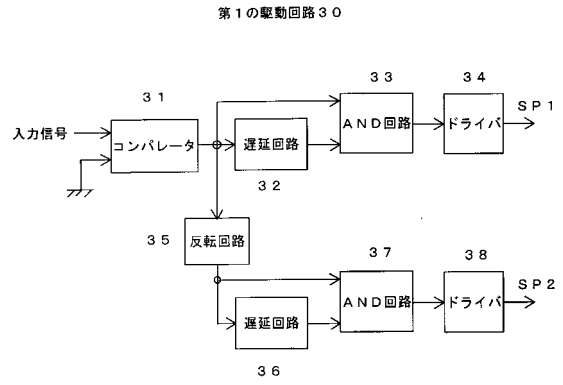 第1の駆動回路30
31
入力信号
コンパレータ
遅延回路
32
33
AND回路
34
ドライバ
SP1
35
反転回路
遅延回路
36
37
AND回路
38
ドライバ
SP2